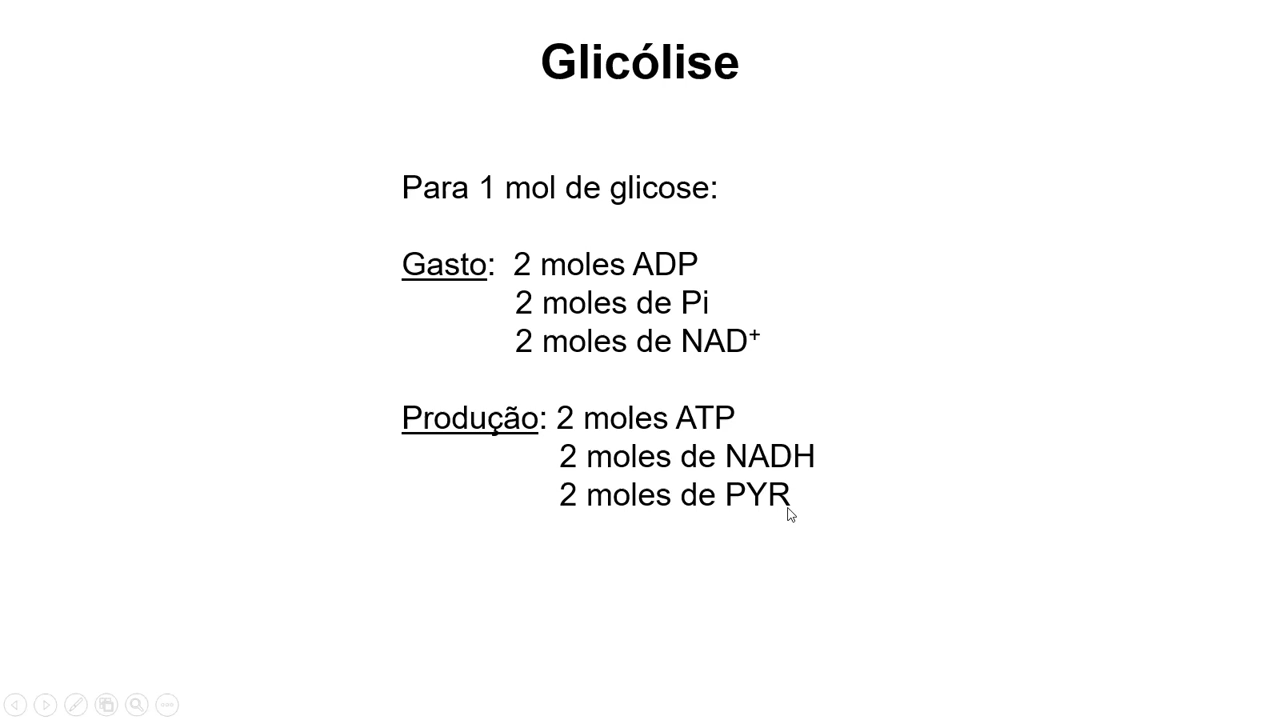 Glicólise
Para 1 mol de glicose:
Gasto: 2 moles ADP
2 moles de Pi
2 moles de NAD⁺
Produção: 2 moles ATP
2 moles de NADH
2 moles de PYR